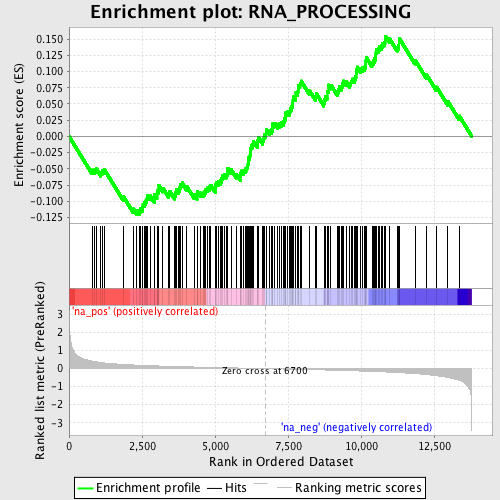 Enrichment plot: RNA_PROCESSING
Enrichment score (ES)
0.150
0.125
0.100
0.075
0.050
0.025
0.000
-0.025
-0.050
-0.075
-0.100
-0.125
Ranked list metric (PreRanked)
3
2
1
0
-1
-2
-3
'na_pos' (positively correlated)
Zero cross at 6700
'na_neg' (negatively correlated)
0
2,500
5,000
7,500
10,000
12,500
Rank in Ordered Dataset
Enrichment profile
Hits
Ranking metric scores